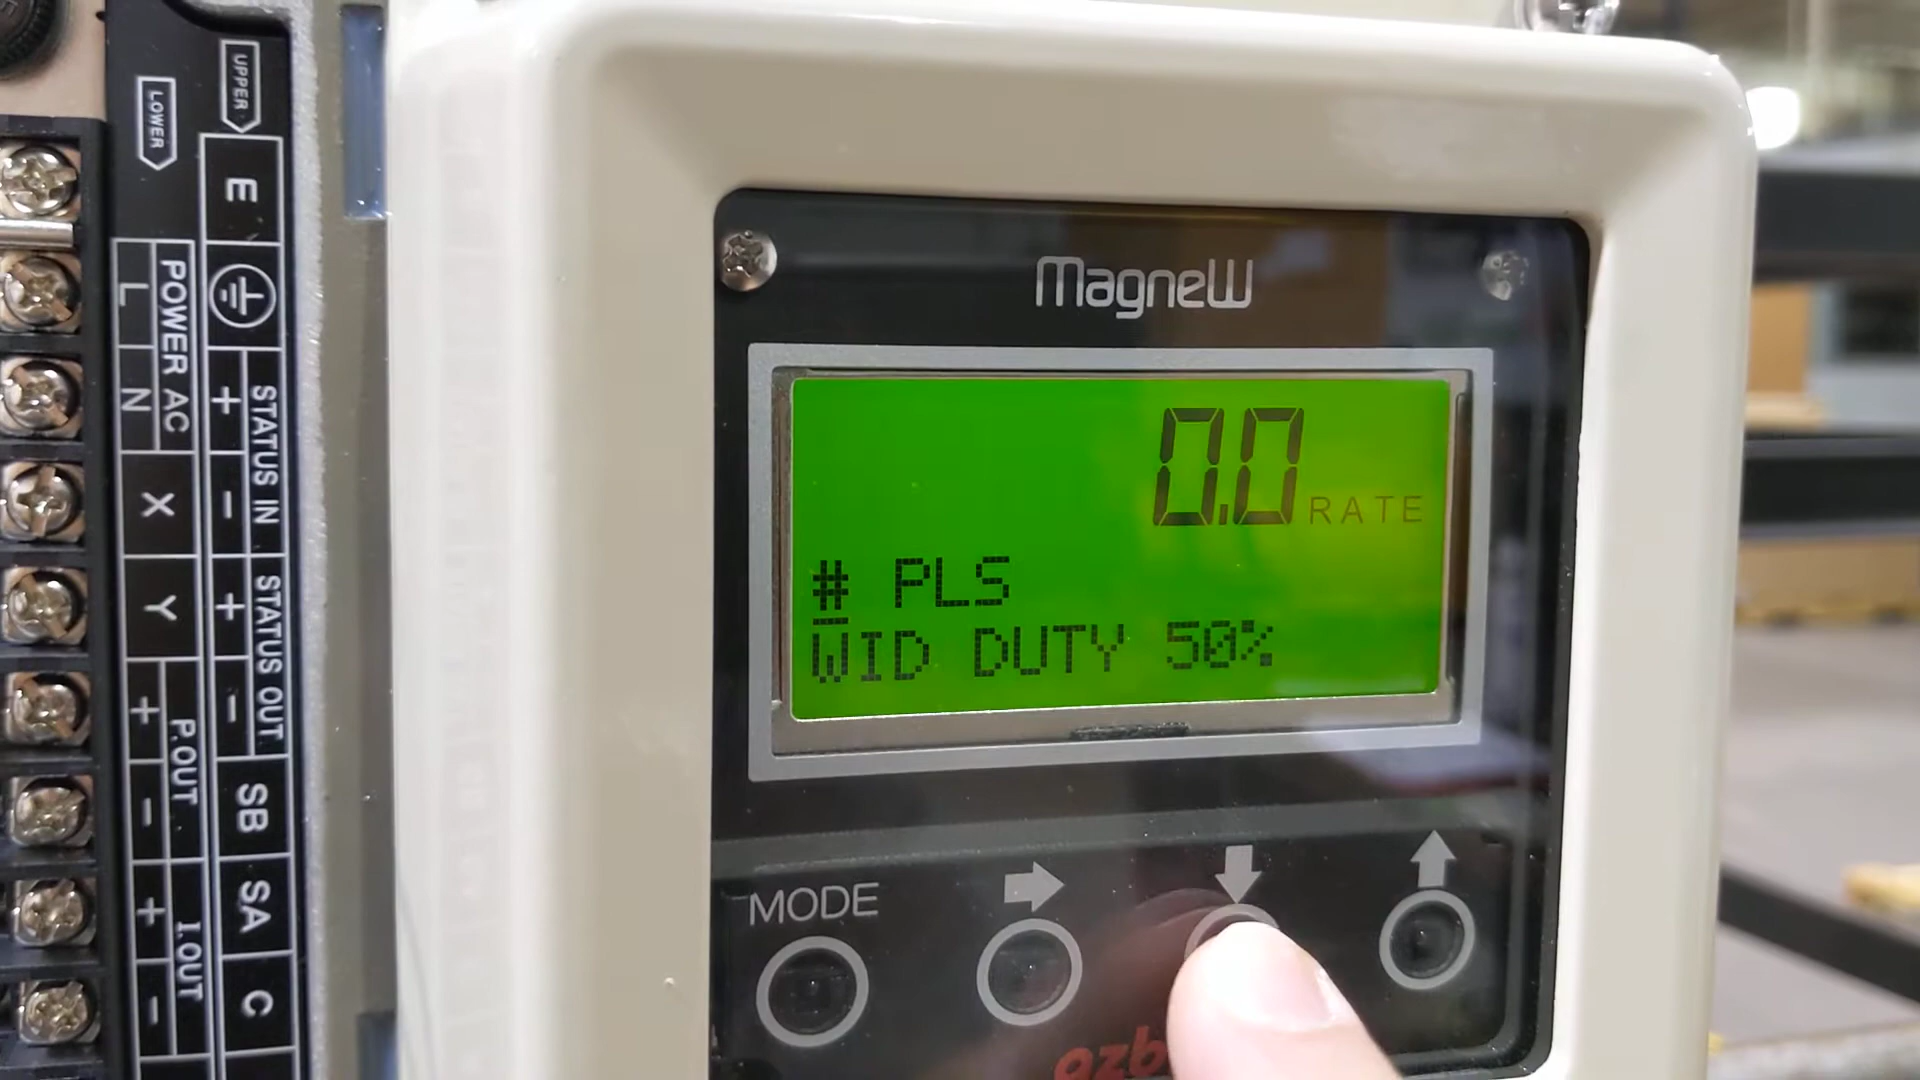 UPPER
LOWER
E
POWER AC
L
N
STATUS IN
+
-
X
Y
STATUS OUT
+
-
P.OUT
+
-
SB
SA
I.OUT
+
-
C
MagneW
0.0 RATE
# PLS
WID DUTY 50%
MODE